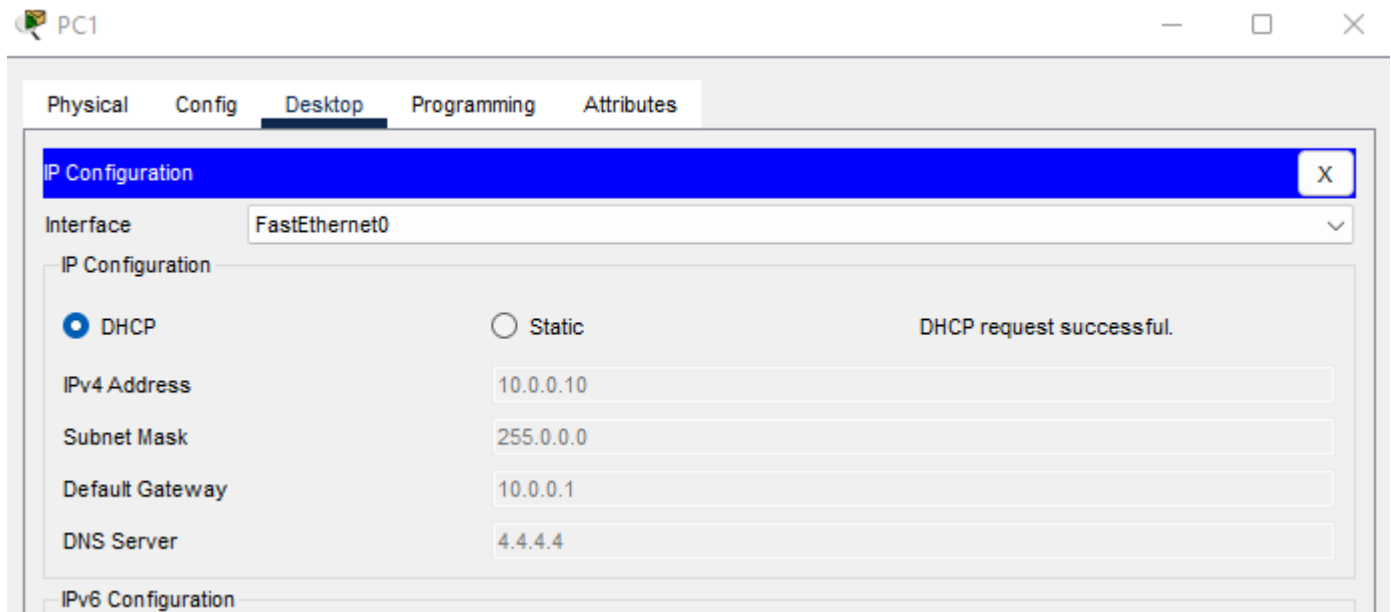 PC1
Physical Config Desktop Programming Attributes
IP Configuration X
Interface FastEthernet0
IP Configuration
DHCP Static DHCP request successful.
IPv4 Address 10.0.0.10
Subnet Mask 255.0.0.0
Default Gateway 10.0.0.1
DNS Server 4.4.4.4
IPv6 Configuration